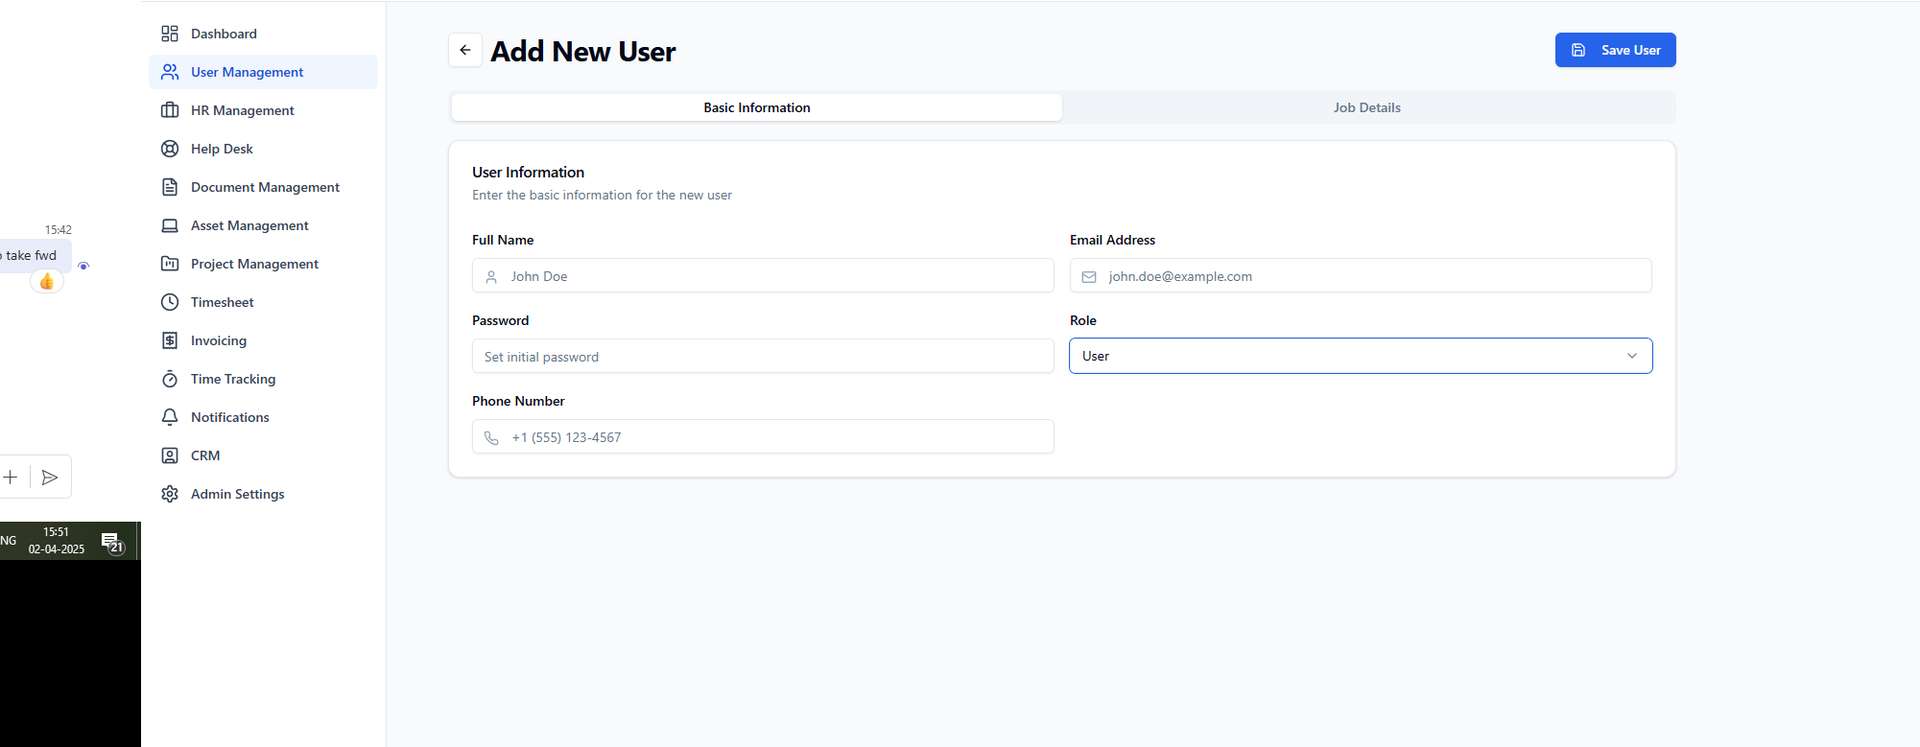 15:42
take fwd
NG
15:51
02-04-2025
21
Dashboard
User Management
HR Management
Help Desk
Document Management
Asset Management
Project Management
Timesheet
Invoicing
Time Tracking
Notifications
CRM
Admin Settings
Add New User
Save User
Basic Information
Job Details
User Information
Enter the basic information for the new user
Full Name
John Doe
Email Address
john.doe@example.com
Password
Set initial password
Role
User
Phone Number
+1 (555) 123-4567